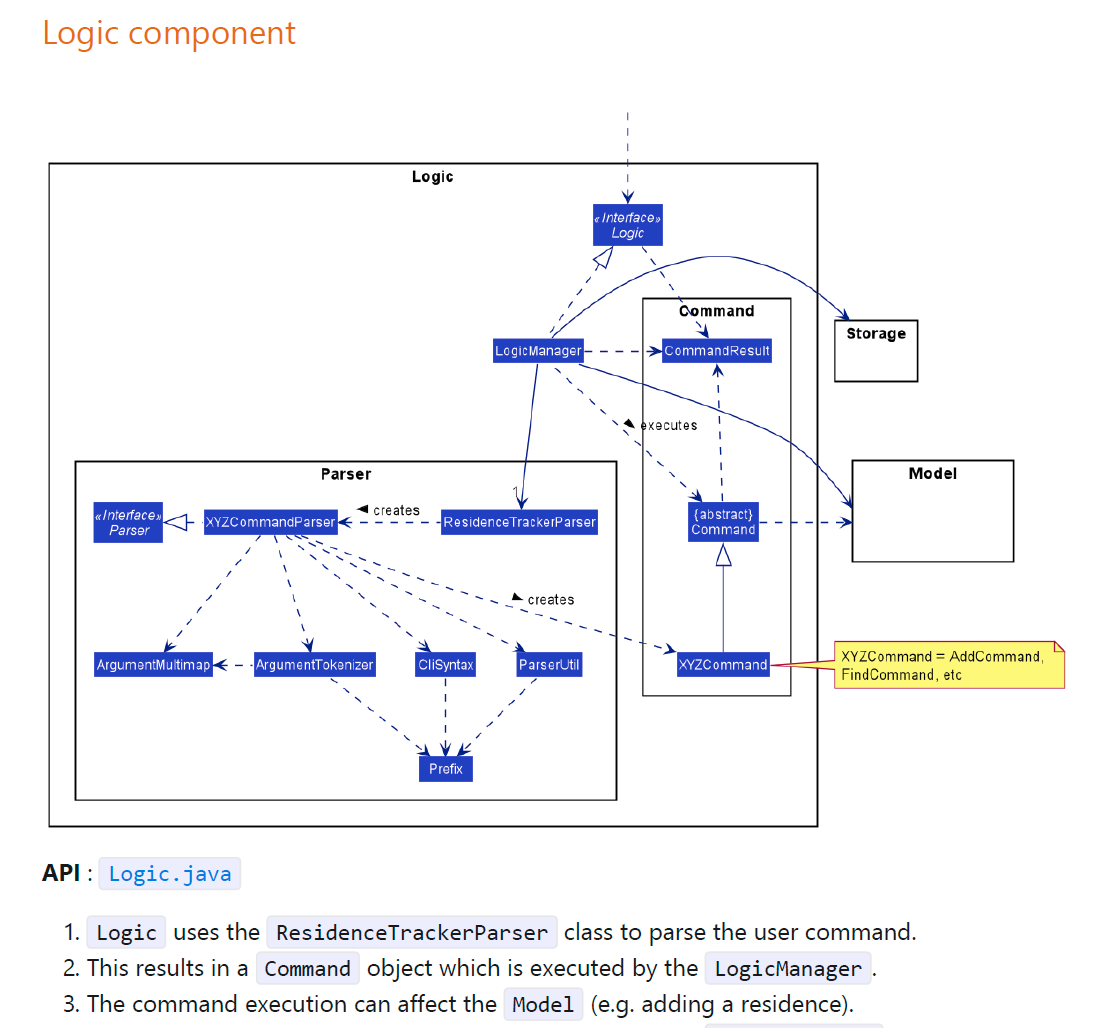 Logic component
Logic
«Interface»
Logic
Command
Storage
LogicManager
CommandResult
executes
Parser
Model
1
«Interface»
Parser
XYZCommandParser
creates
ResidenceTrackerParser
{abstract}
Command
creates
ArgumentMultimap
ArgumentTokenizer
CliSyntax
ParserUtil
XYZCommand
XYZCommand = AddCommand,
FindCommand, etc
Prefix
API : Logic.java
1. Logic uses the ResidenceTrackerParser class to parse the user command.
2. This results in a Command object which is executed by the LogicManager.
3. The command execution can affect the Model (e.g. adding a residence).